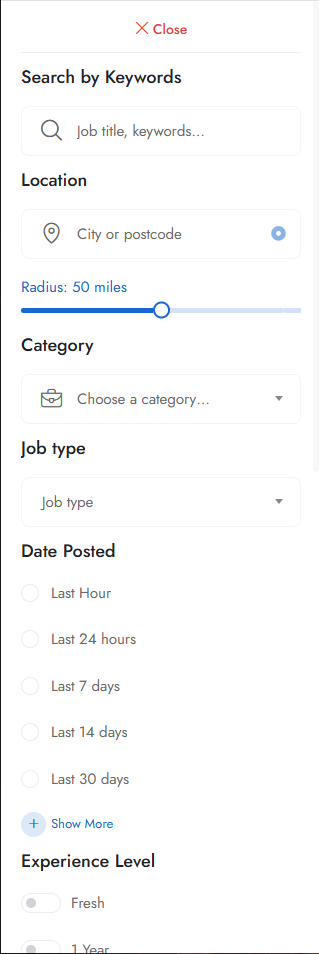 Close
Search by Keywords
Job title, keywords...
Location
City or postcode
Radius: 50 miles
Category
Choose a category...
Job type
Job type
Date Posted
Last Hour
Last 24 hours
Last 7 days
Last 14 days
Last 30 days
+ Show More
Experience Level
Fresh
1 Year